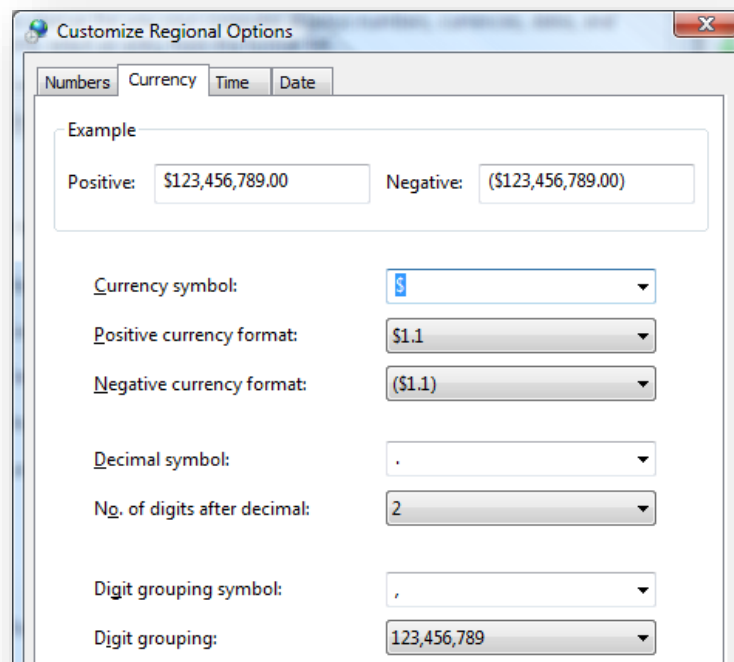 Customize Regional Options
Numbers Currency Time Date
Example
Positive: $123,456,789.00 Negative: ($123,456,789.00)
Currency symbol: $
Positive currency format: $1.1
Negative currency format: ($1.1)
Decimal symbol: .
No. of digits after decimal: 2
Digit grouping symbol: ,
Digit grouping: 123,456,789